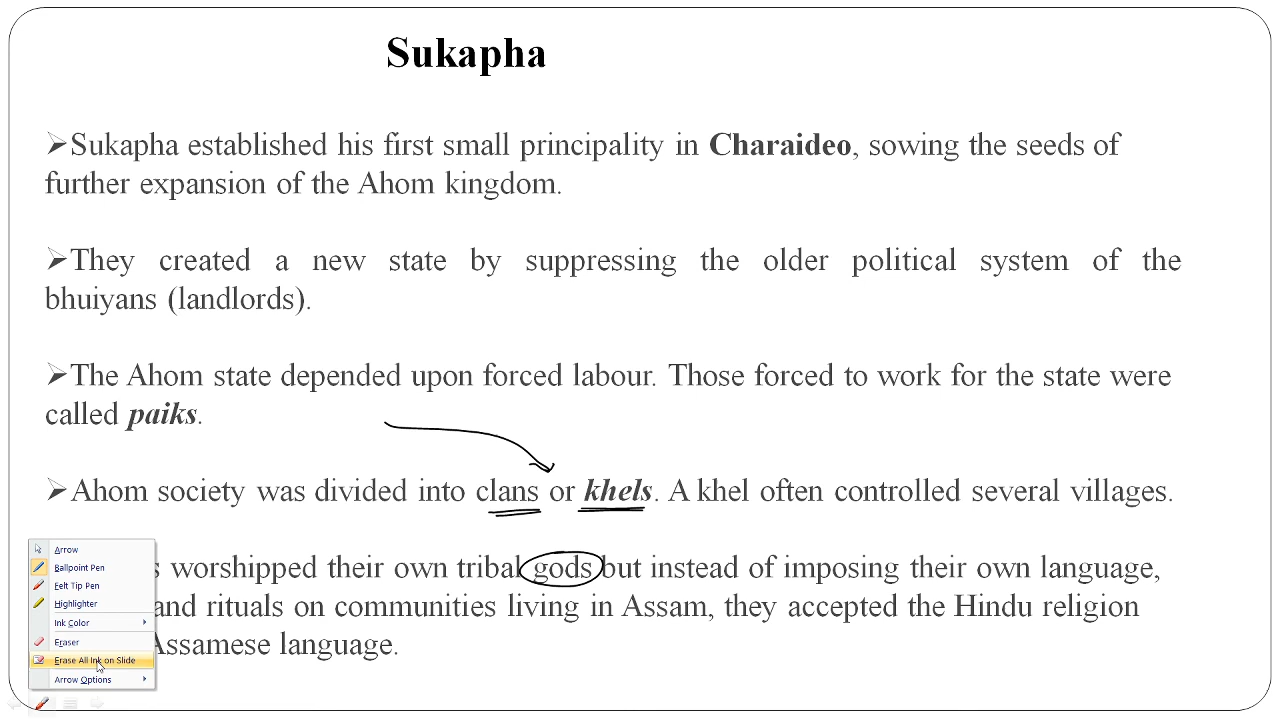 Sukapha
➢Sukapha established his first small principality in Charaideo, sowing the seeds of
further expansion of the Ahom kingdom.
➢They created a new state by suppressing the older political system of the
bhuiyans (landlords).
➢The Ahom state depended upon forced labour. Those forced to work for the state were
called paiks.
➢Ahom society was divided into clans or khels. A khel often controlled several villages.
s worshipped their own tribal gods but instead of imposing their own language,
and rituals on communities living in Assam, they accepted the Hindu religion
Assamese language.
Arrow
Ballpoint Pen
Felt Tip Pen
Highlighter
Ink Color
Eraser
Erase All Ink on Slide
Arrow Options